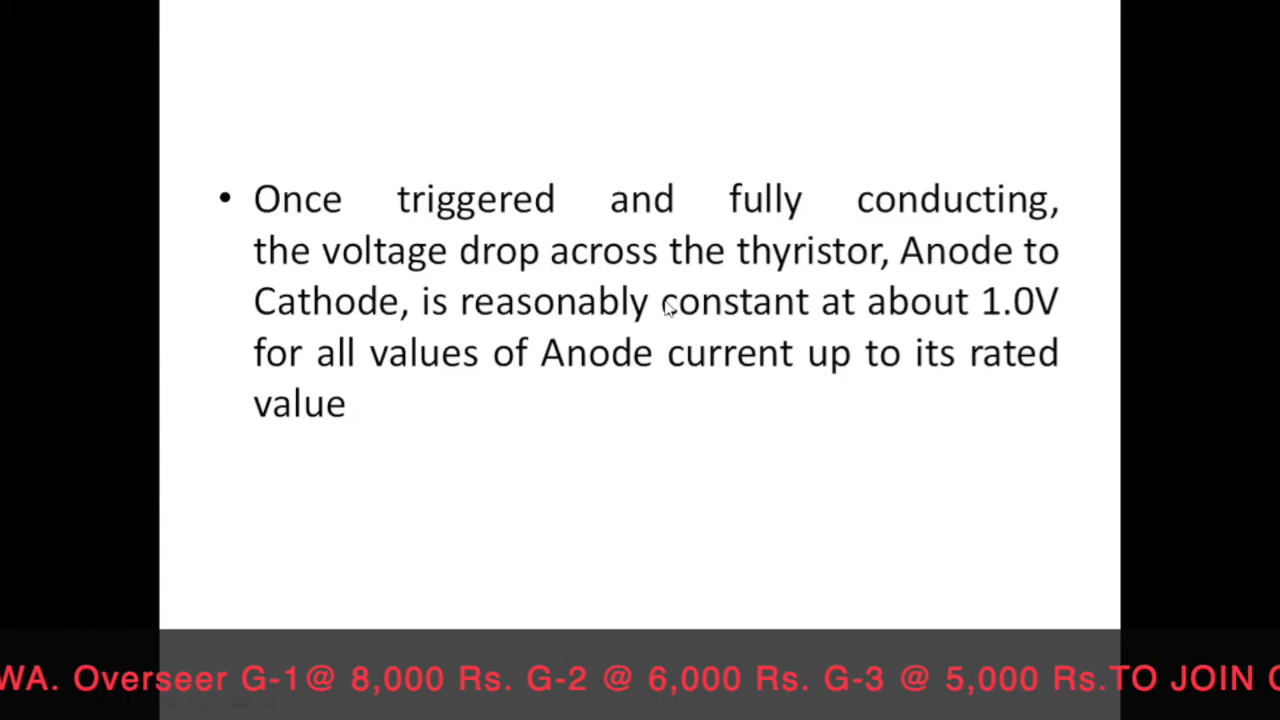 • Once triggered and fully conducting,
the voltage drop across the thyristor, Anode to
Cathode, is reasonably constant at about 1.0V
for all values of Anode current up to its rated
value
WA. Overseer G-1@ 8,000 Rs. G-2 @ 6,000 Rs. G-3 @ 5,000 Rs.TO JOIN